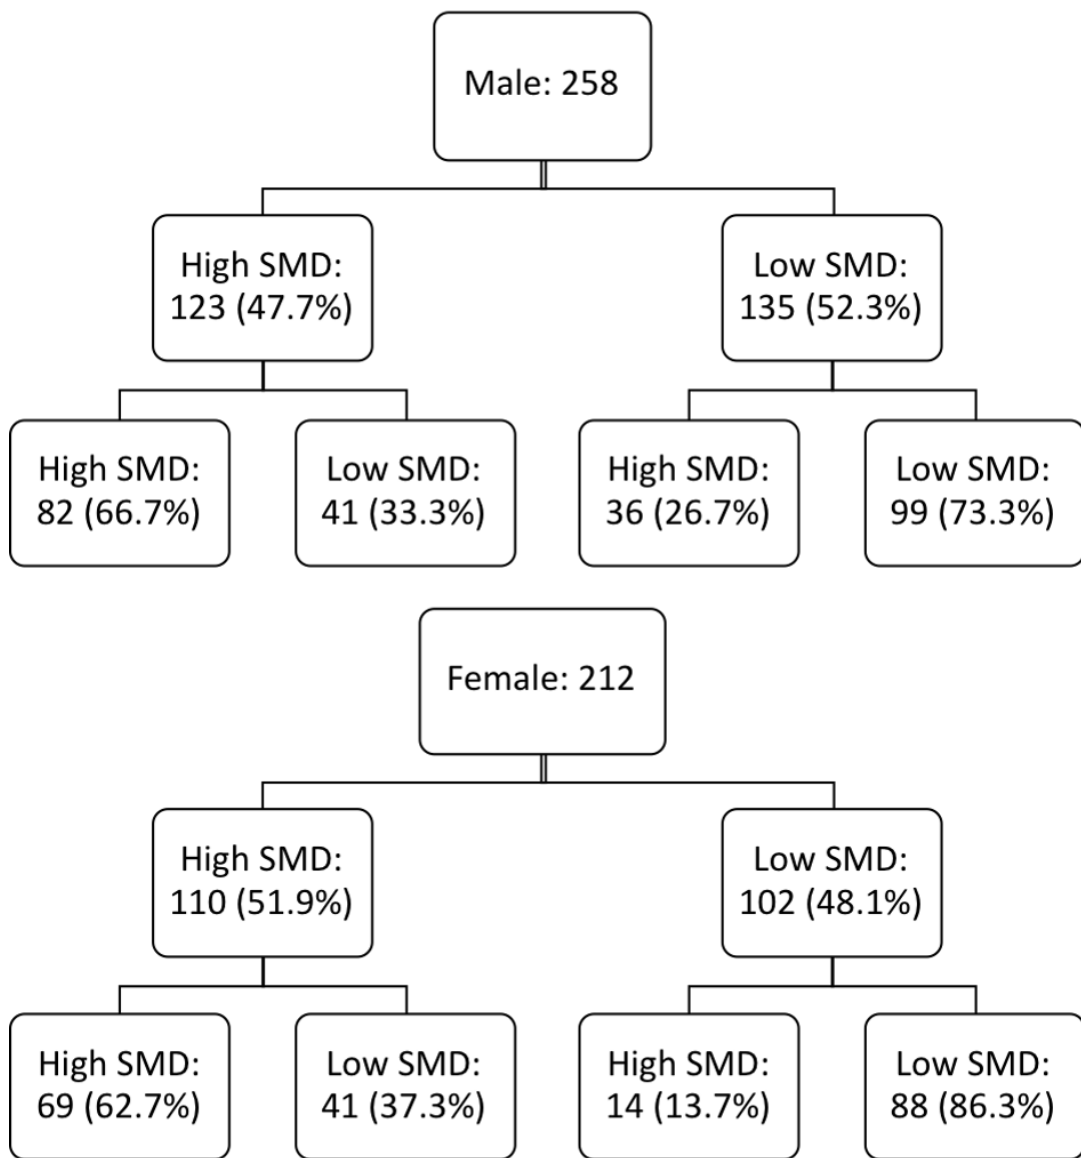 Male: 258
High SMD:
123 (47.7%)
Low SMD:
135 (52.3%)
High SMD:
82 (66.7%)
Low SMD:
41 (33.3%)
High SMD:
36 (26.7%)
Low SMD:
99 (73.3%)
Female: 212
High SMD:
110 (51.9%)
Low SMD:
102 (48.1%)
High SMD:
69 (62.7%)
Low SMD:
41 (37.3%)
High SMD:
14 (13.7%)
Low SMD:
88 (86.3%)